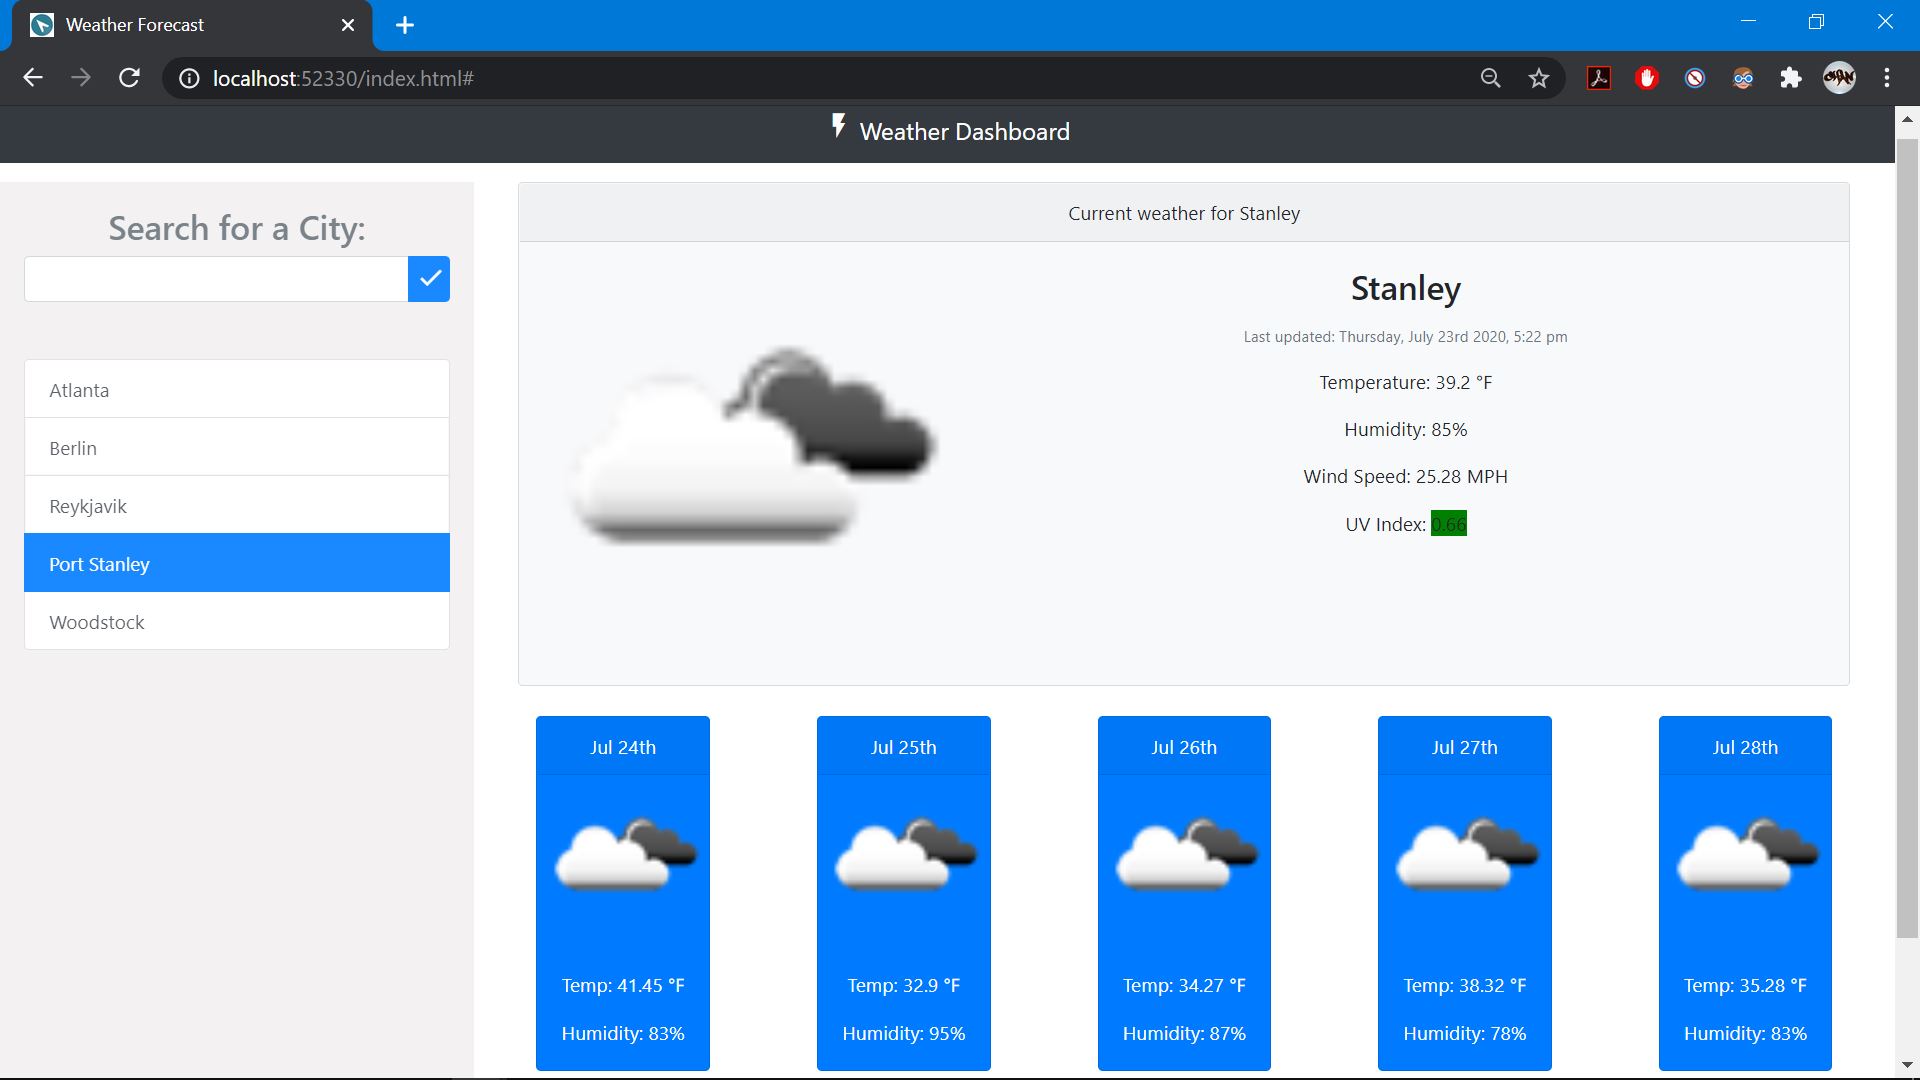 Weather Forecast
localhost:52330/index.html#
Weather Dashboard
Search for a City:
Atlanta
Berlin
Reykjavik
Port Stanley
Woodstock
Current weather for Stanley
Stanley
Last updated: Thursday, July 23rd 2020, 5:22 pm
Temperature: 39.2 °F
Humidity: 85%
Wind Speed: 25.28 MPH
UV Index: 0.66
Jul 24th
Temp: 41.45 °F
Humidity: 83%
Jul 25th
Temp: 32.9 °F
Humidity: 95%
Jul 26th
Temp: 34.27 °F
Humidity: 87%
Jul 27th
Temp: 38.32 °F
Humidity: 78%
Jul 28th
Temp: 35.28 °F
Humidity: 83%